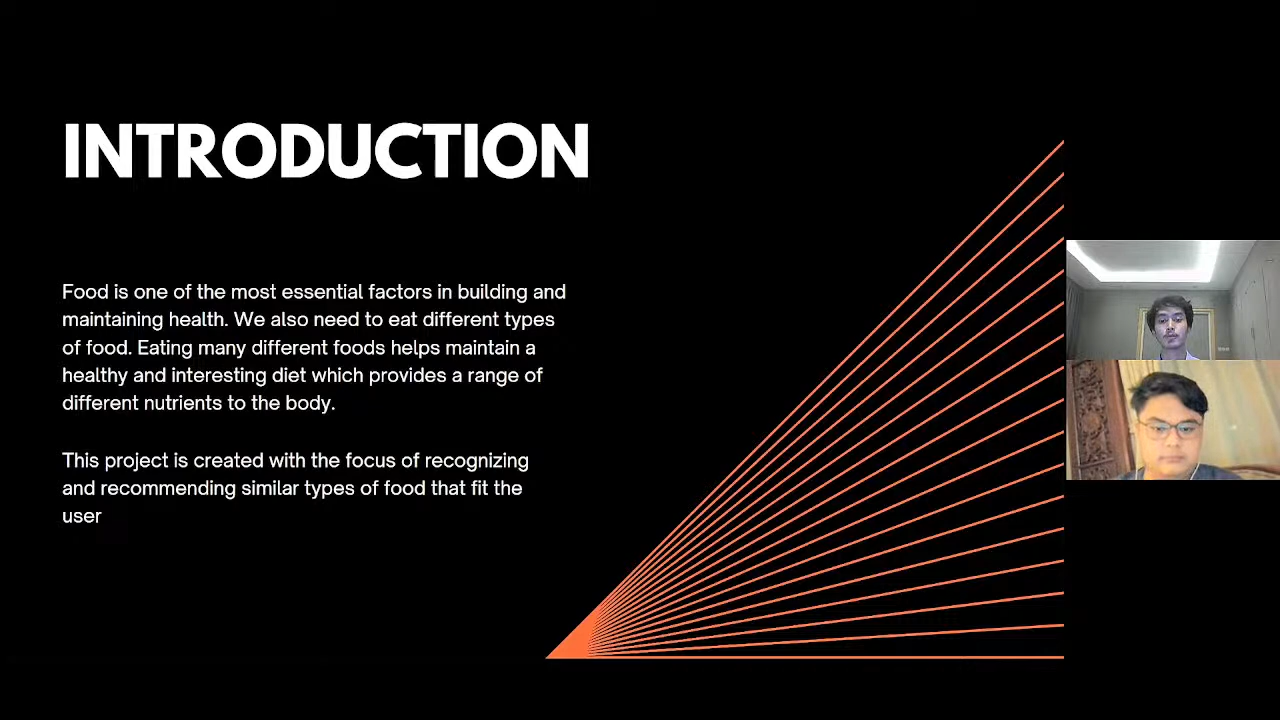 INTRODUCTION
Food is one of the most essential factors in building and
maintaining health. We also need to eat different types
of food. Eating many different foods helps maintain a
healthy and interesting diet which provides a range of
different nutrients to the body.
This project is created with the focus of recognizing
and recommending similar types of food that fit the
user